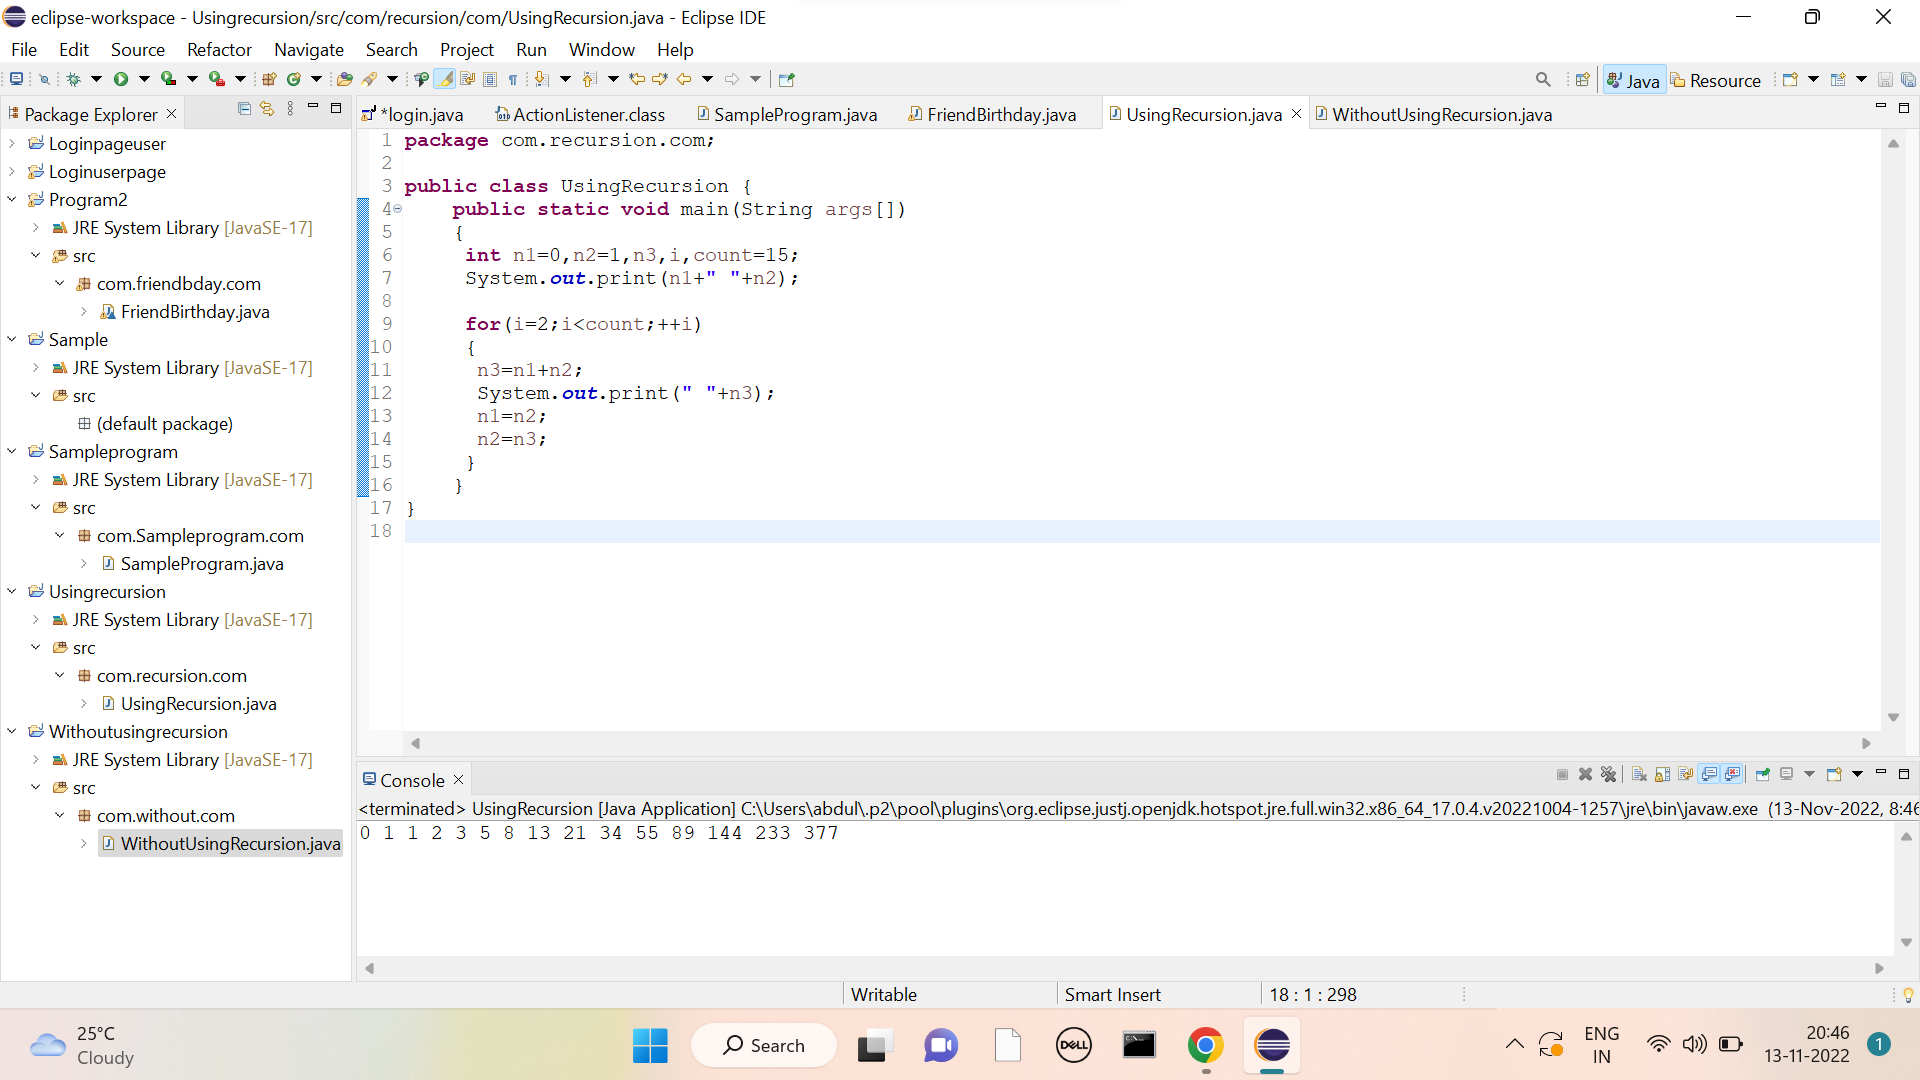 eclipse-workspace - Usingrecursion/src/com/recursion/com/UsingRecursion.java - Eclipse IDE
File Edit Source Refactor Navigate Search Project Run Window Help
Java Resource
Package Explorer
*login.java ActionListener.class SampleProgram.java FriendBirthday.java UsingRecursion.java WithoutUsingRecursion.java
Loginpageuser
Loginuserpage
Program2
JRE System Library [JavaSE-17]
src
com.friendbday.com
FriendBirthday.java
Sample
JRE System Library [JavaSE-17]
src
(default package)
Sampleprogram
JRE System Library [JavaSE-17]
src
com.Sampleprogram.com
SampleProgram.java
Usingrecursion
JRE System Library [JavaSE-17]
src
com.recursion.com
UsingRecursion.java
Withoutusingrecursion
JRE System Library [JavaSE-17]
src
com.without.com
WithoutUsingRecursion.java
1 package com.recursion.com;
2
3 public class UsingRecursion {
4 public static void main(String args[])
5 {
6 int n1=0,n2=1,n3,i,count=15;
7 System.out.print(n1+" "+n2);
8
9 for(i=2;i<count;++i)
10 {
11 n3=n1+n2;
12 System.out.print(" "+n3);
13 n1=n2;
14 n2=n3;
15 }
16 }
17 }
18
Console
<terminated> UsingRecursion [Java Application] C:\Users\abdul\.p2\pool\plugins\org.eclipse.justj.openjdk.hotspot.jre.full.win32.x86_64_17.0.4.v20221004-1257\jre\bin\javaw.exe (13-Nov-2022, 8:46
0 1 1 2 3 5 8 13 21 34 55 89 144 233 377
Writable Smart Insert 18 : 1 : 298
25°C
Cloudy
Search
DELL
ENG
IN
20:46
13-11-2022
1